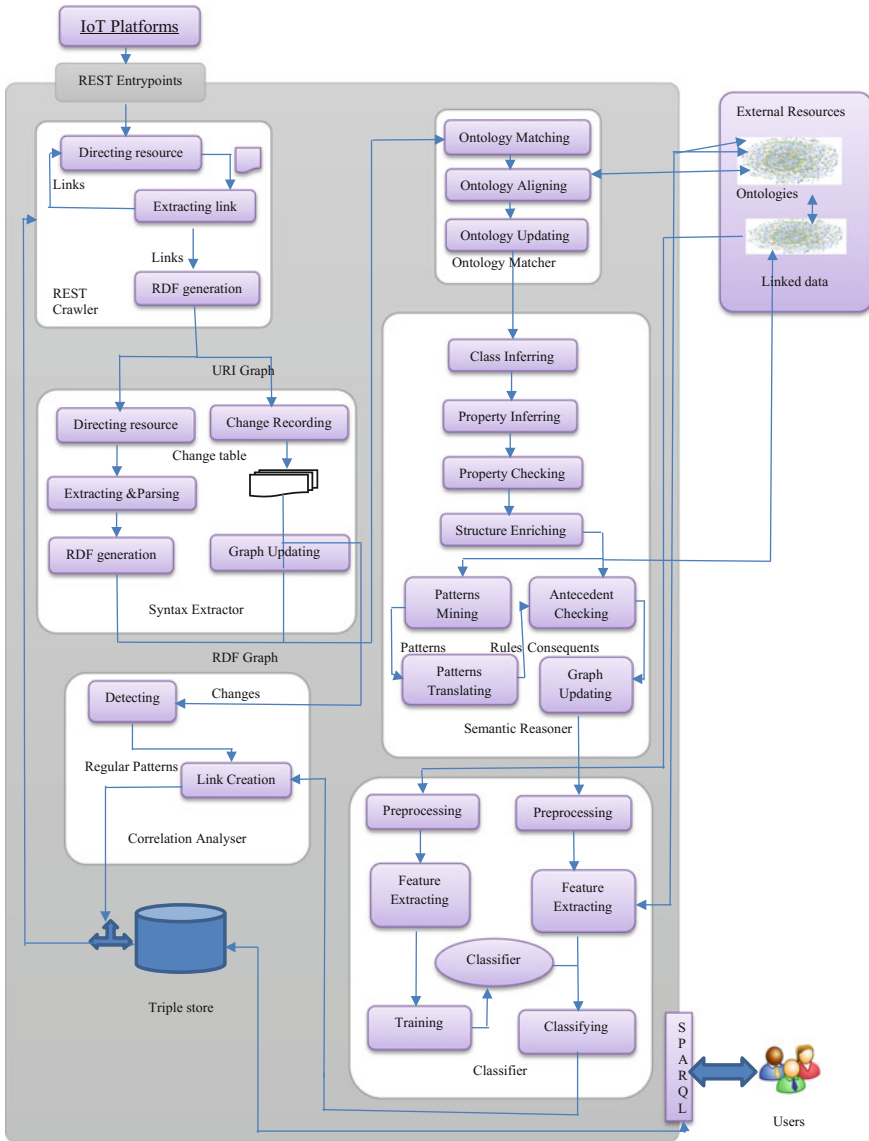 IoT Platforms
REST Entrypoints
Directing resource
Links
Extracting link
Links
RDF generation
REST
Crawler
URI Graph
Directing resource
Change Recording
Change table
Extracting &Parsing
RDF generation
Graph Updating
Syntax Extractor
RDF Graph
Changes
Detecting
Regular Patterns
Link Creation
Correlation Analyser
Triple store
Ontology Matching
Ontology Aligning
Ontology Updating
Ontology Matcher
Class Inferring
Property Inferring
Property Checking
Structure Enriching
Patterns
Mining
Antecedent
Checking
Patterns
Rules
Consequents
Patterns
Translating
Graph
Updating
Semantic Reasoner
Preprocessing
Preprocessing
Feature
Extracting
Feature
Extracting
Classifier
Training
Classifying
Classifier
External Resources
Ontologies
Linked data
SPARQL
Users